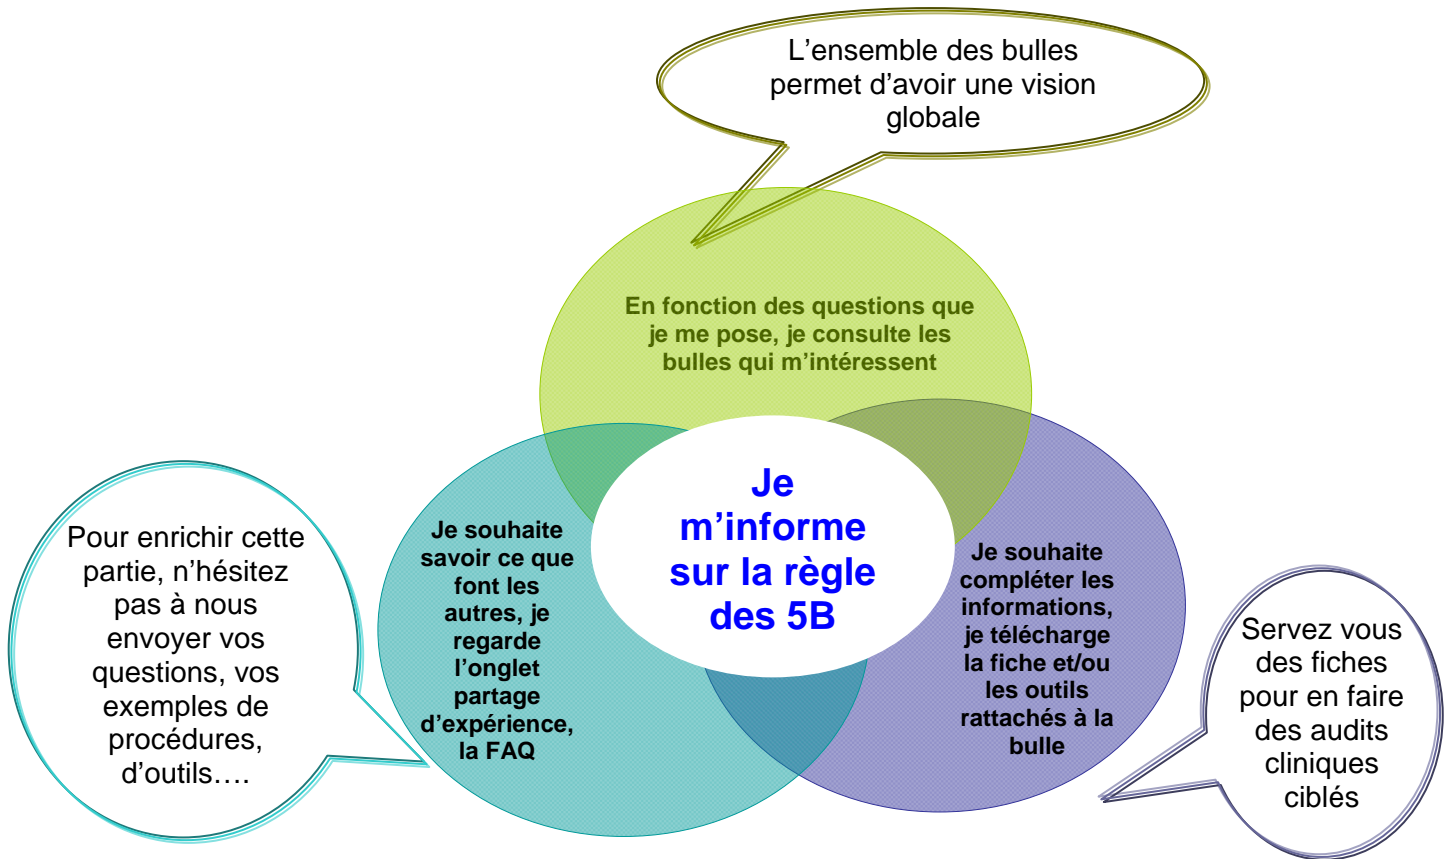 L'ensemble des bulles
permet d'avoir une vision
globale
En fonction des questions que
je me pose, je consulte les
bulles qui m'intéressent
Je
m'informe
sur la règle
des 5B
Pour enrichir cette
partie, n'hésitez
pas à nous
envoyer vos
questions, vos
exemples de
procédures,
d'outils….
Je souhaite
savoir ce que
font les
autres, je
regarde
l'onglet
partage
d'expérience,
la FAQ
Je souhaite
compléter les
informations,
je télécharge
la fiche et/ou
les outils
rattachés à la
bulle
Servez vous
des fiches
pour en faire
des audits
cliniques
ciblés